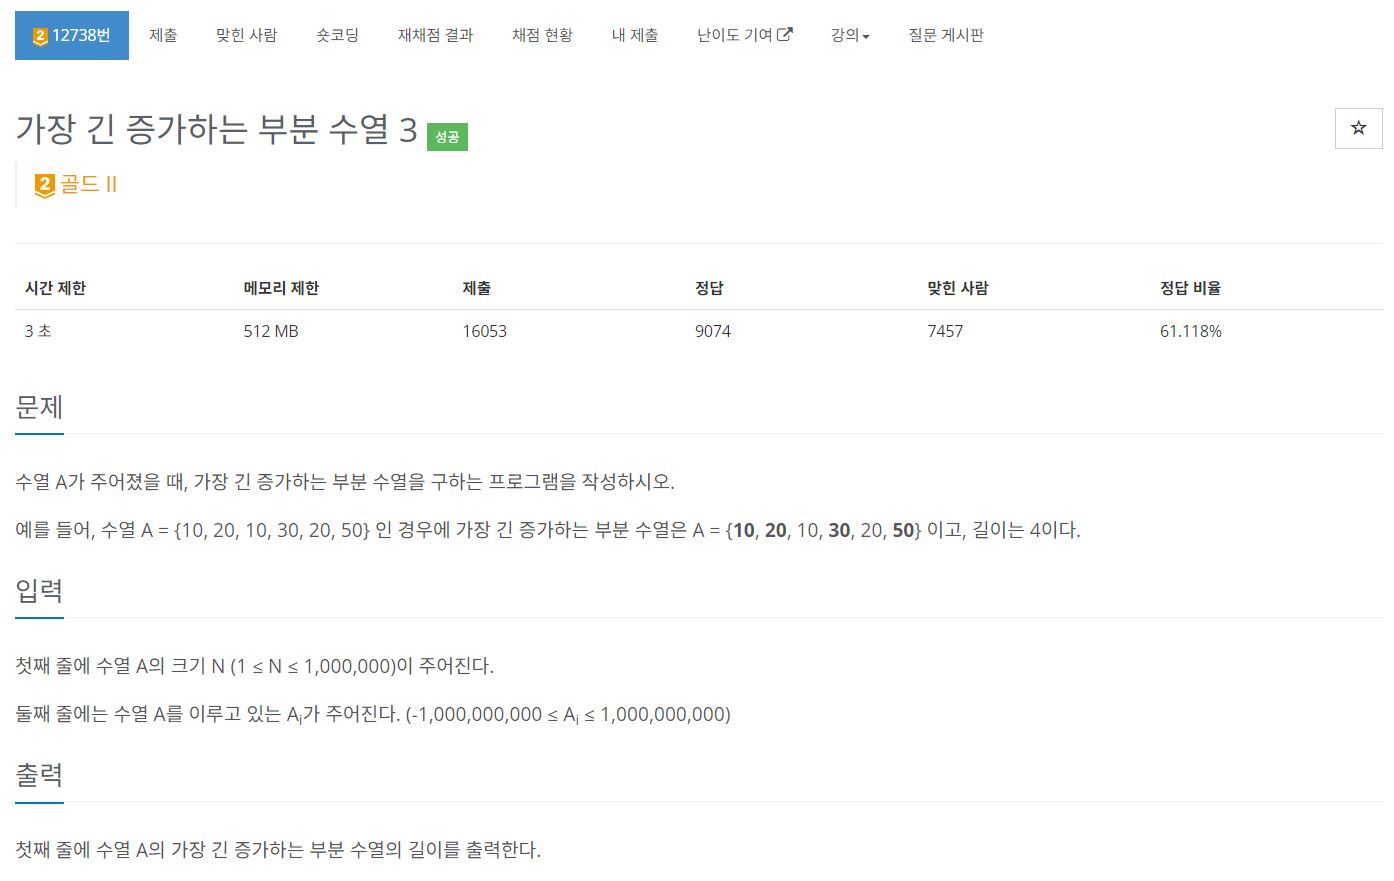 2 12738번 제출 맞힌 사람 숏코딩 재채점 결과 채점 현황 내 제출 난이도 기여 강의 질문 게시판
가장 긴 증가하는 부분 수열 3 성공
2 골드 II
시간 제한 메모리 제한 제출 정답 맞힌 사람 정답 비율
3 초 512 MB 16053 9074 7457 61.118%
문제
수열 A가 주어졌을 때, 가장 긴 증가하는 부분 수열을 구하는 프로그램을 작성하시오.
예를 들어, 수열 A = {10, 20, 10, 30, 20, 50} 인 경우에 가장 긴 증가하는 부분 수열은 A = {10, 20, 10, 30, 20, 50} 이고, 길이는 4이다.
입력
첫째 줄에 수열 A의 크기 N (1 ≤ N ≤ 1,000,000)이 주어진다.
둘째 줄에는 수열 A를 이루고 있는 Ai가 주어진다. (-1,000,000,000 ≤ Ai ≤ 1,000,000,000)
출력
첫째 줄에 수열 A의 가장 긴 증가하는 부분 수열의 길이를 출력한다.